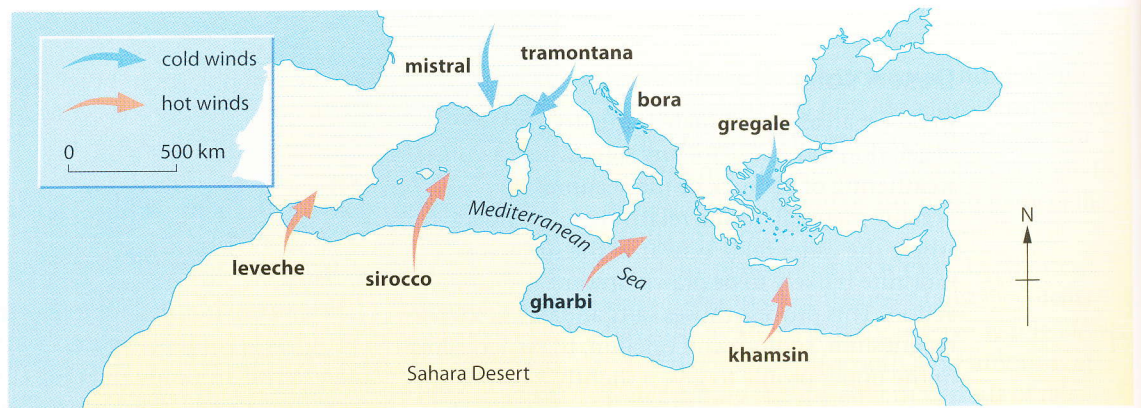 cold winds
hot winds
0 500 km
mistral
tramontana
bora
gregale
leveche
sirocco
Mediterranean
Sea
gharbi
khamsin
N
Sahara Desert